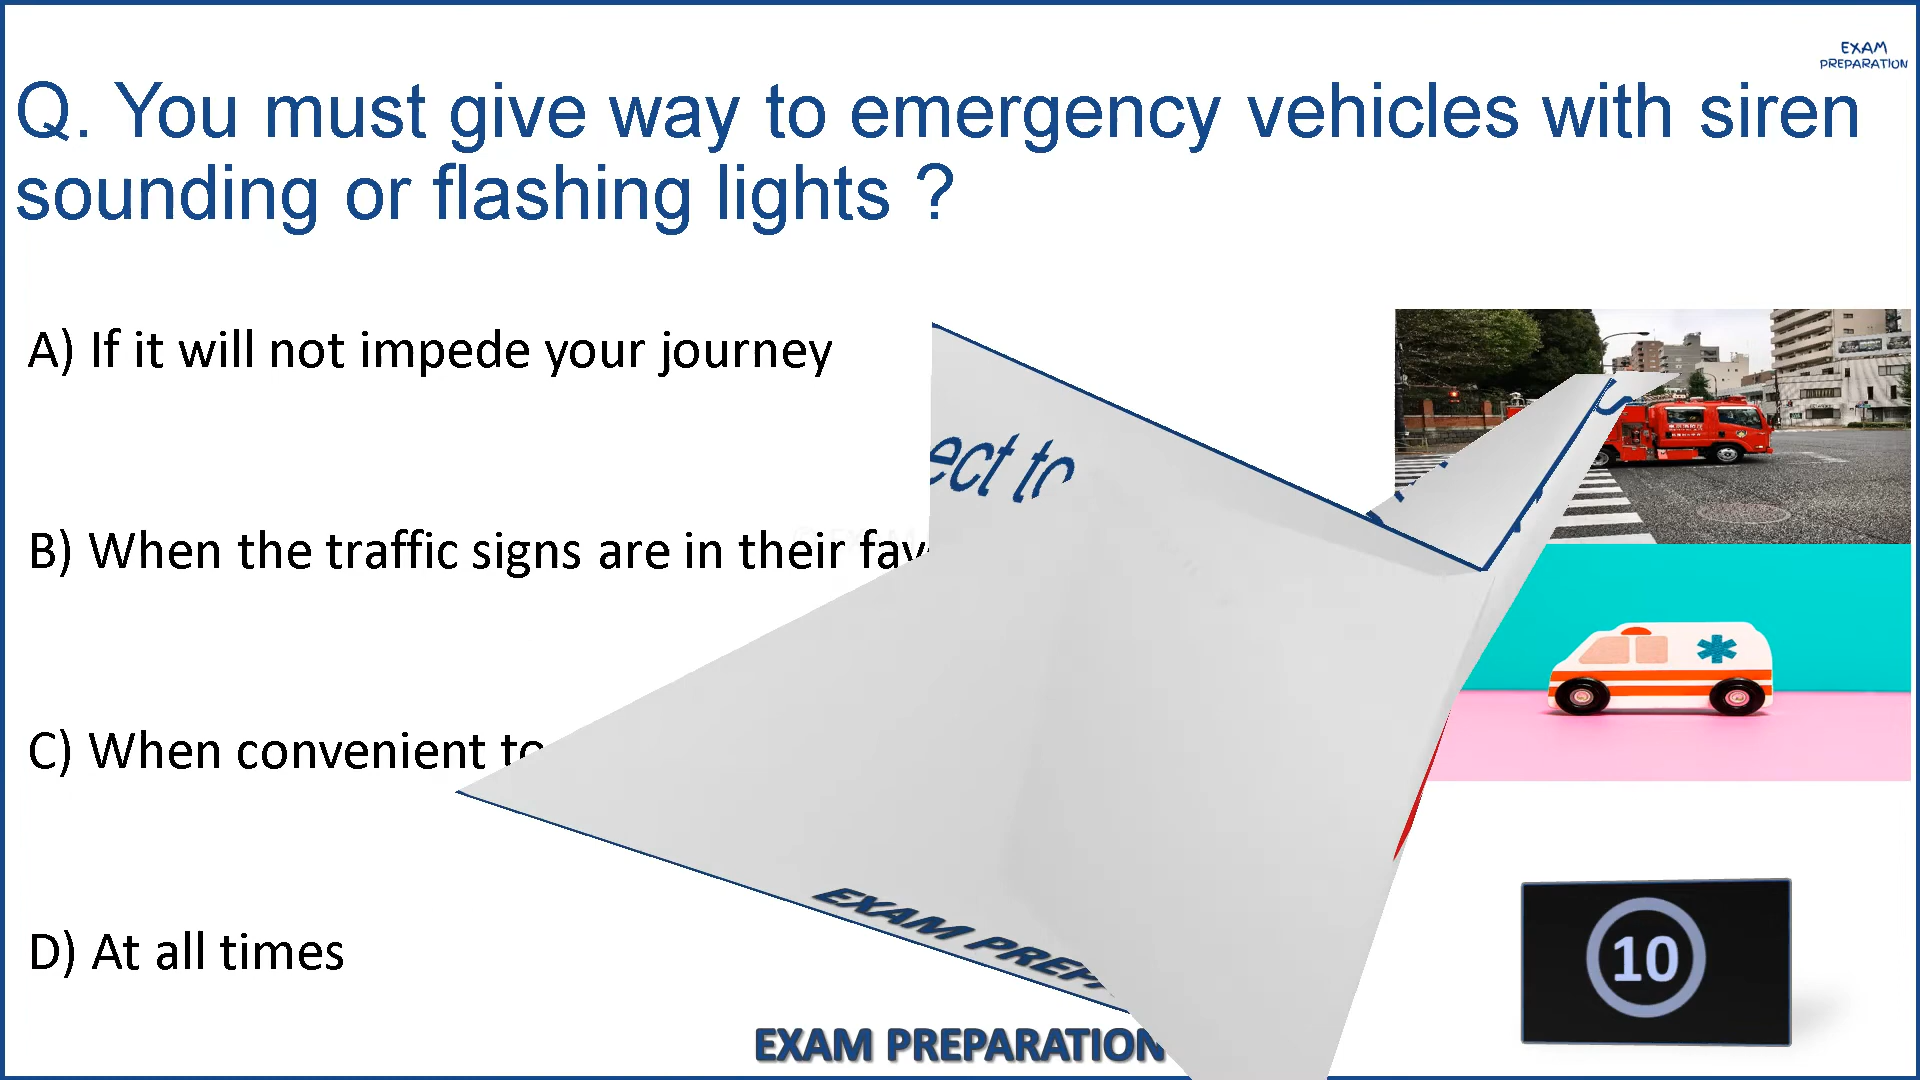 EXAM
PREPARATION
Q. You must give way to emergency vehicles with siren
sounding or flashing lights ?
A) If it will not impede your journey
B) When the traffic signs are in their
C) When convenient to
D) At all times
10
EXAM PREPARATION